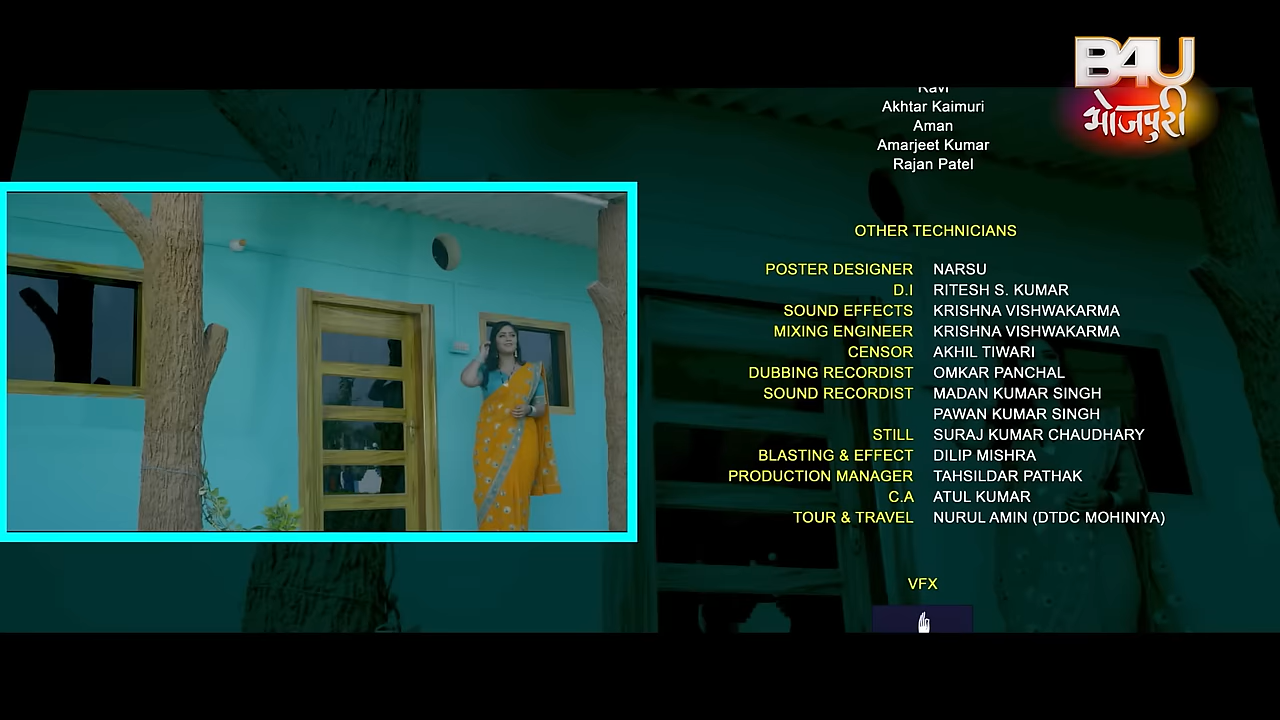 B4U
भोजपुरी
Ravi
Akhtar Kaimuri
Aman
Amarjeet Kumar
Rajan Patel
OTHER TECHNICIANS
POSTER DESIGNER NARSU
D.I RITESH S. KUMAR
SOUND EFFECTS KRISHNA VISHWAKARMA
MIXING ENGINEER KRISHNA VISHWAKARMA
CENSOR AKHIL TIWARI
DUBBING RECORDIST OMKAR PANCHAL
SOUND RECORDIST MADAN KUMAR SINGH
PAWAN KUMAR SINGH
STILL SURAJ KUMAR CHAUDHARY
BLASTING & EFFECT DILIP MISHRA
PRODUCTION MANAGER TAHSILDAR PATHAK
C.A ATUL KUMAR
TOUR & TRAVEL NURUL AMIN (DTDC MOHINIYA)
VFX